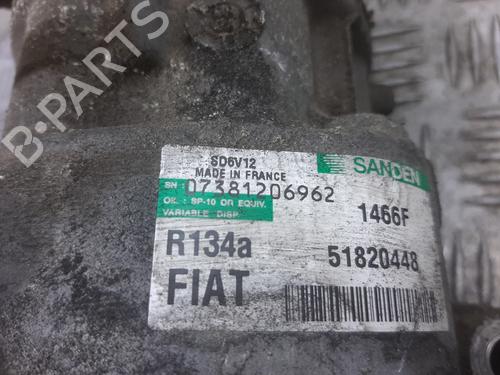 B-PARTS
SD6V12
MADE IN FRANCE
SANDEN
SN 07381206962
OIL : SP-10 OR EQUIV.
VARIABLE DISP.
1466F
R134a
51820448
FIAT